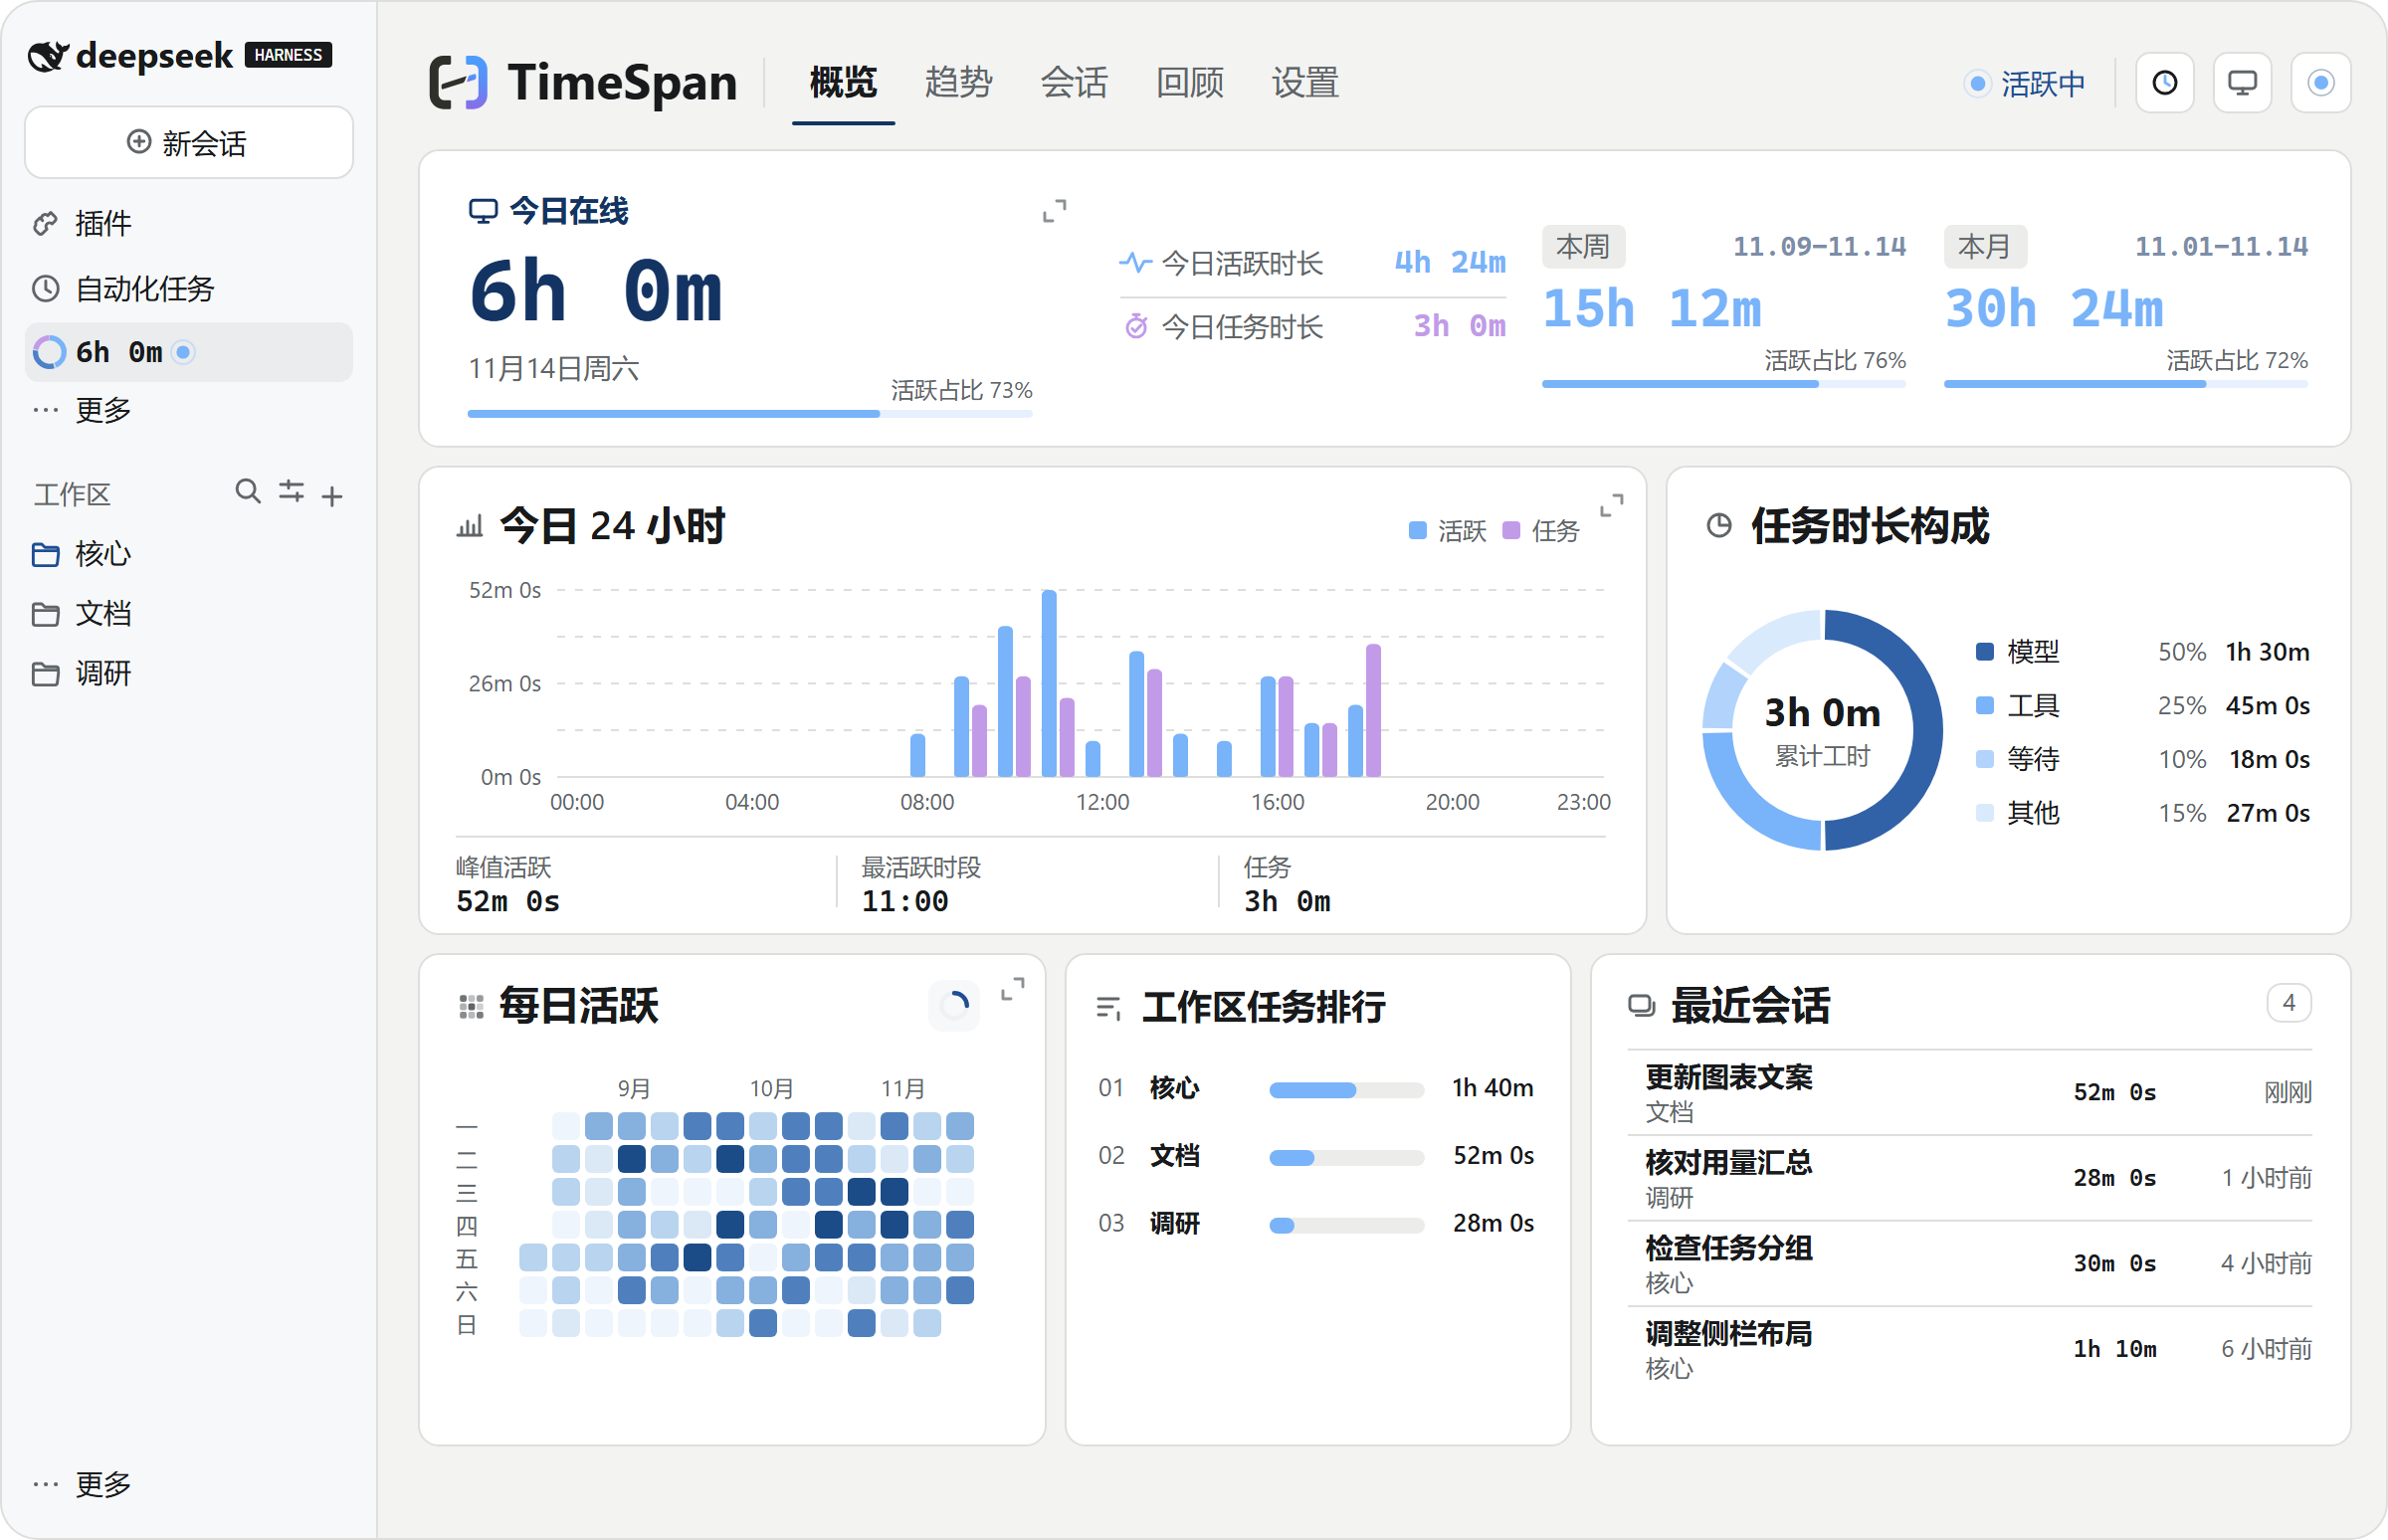 deepseek HARNESS
新会话
插件
自动化任务
6h 0m
更多
工作区
核心
文档
调研
更多
TimeSpan
概览 趋势 会话 回顾 设置
活跃中
今日在线
6h 0m
11月14日周六
活跃占比 73%
今日活跃时长 4h 24m
今日任务时长 3h 0m
本周 11.09–11.14
15h 12m
活跃占比 76%
本月 11.01–11.14
30h 24m
活跃占比 72%
今日 24 小时
活跃 任务
52m 0s
26m 0s
0m 0s
00:00 04:00 08:00 12:00 16:00 20:00 23:00
峰值活跃
52m 0s
最活跃时段
11:00
任务
3h 0m
任务时长构成
3h 0m
累计工时
模型 50% 1h 30m
工具 25% 45m 0s
等待 10% 18m 0s
其他 15% 27m 0s
每日活跃
9月 10月 11月
一
二
三
四
五
六
日
工作区任务排行
01 核心 1h 40m
02 文档 52m 0s
03 调研 28m 0s
最近会话 4
更新图表文案
文档
52m 0s 刚刚
核对用量汇总
调研
28m 0s 1 小时前
检查任务分组
核心
30m 0s 4 小时前
调整侧栏布局
核心
1h 10m 6 小时前